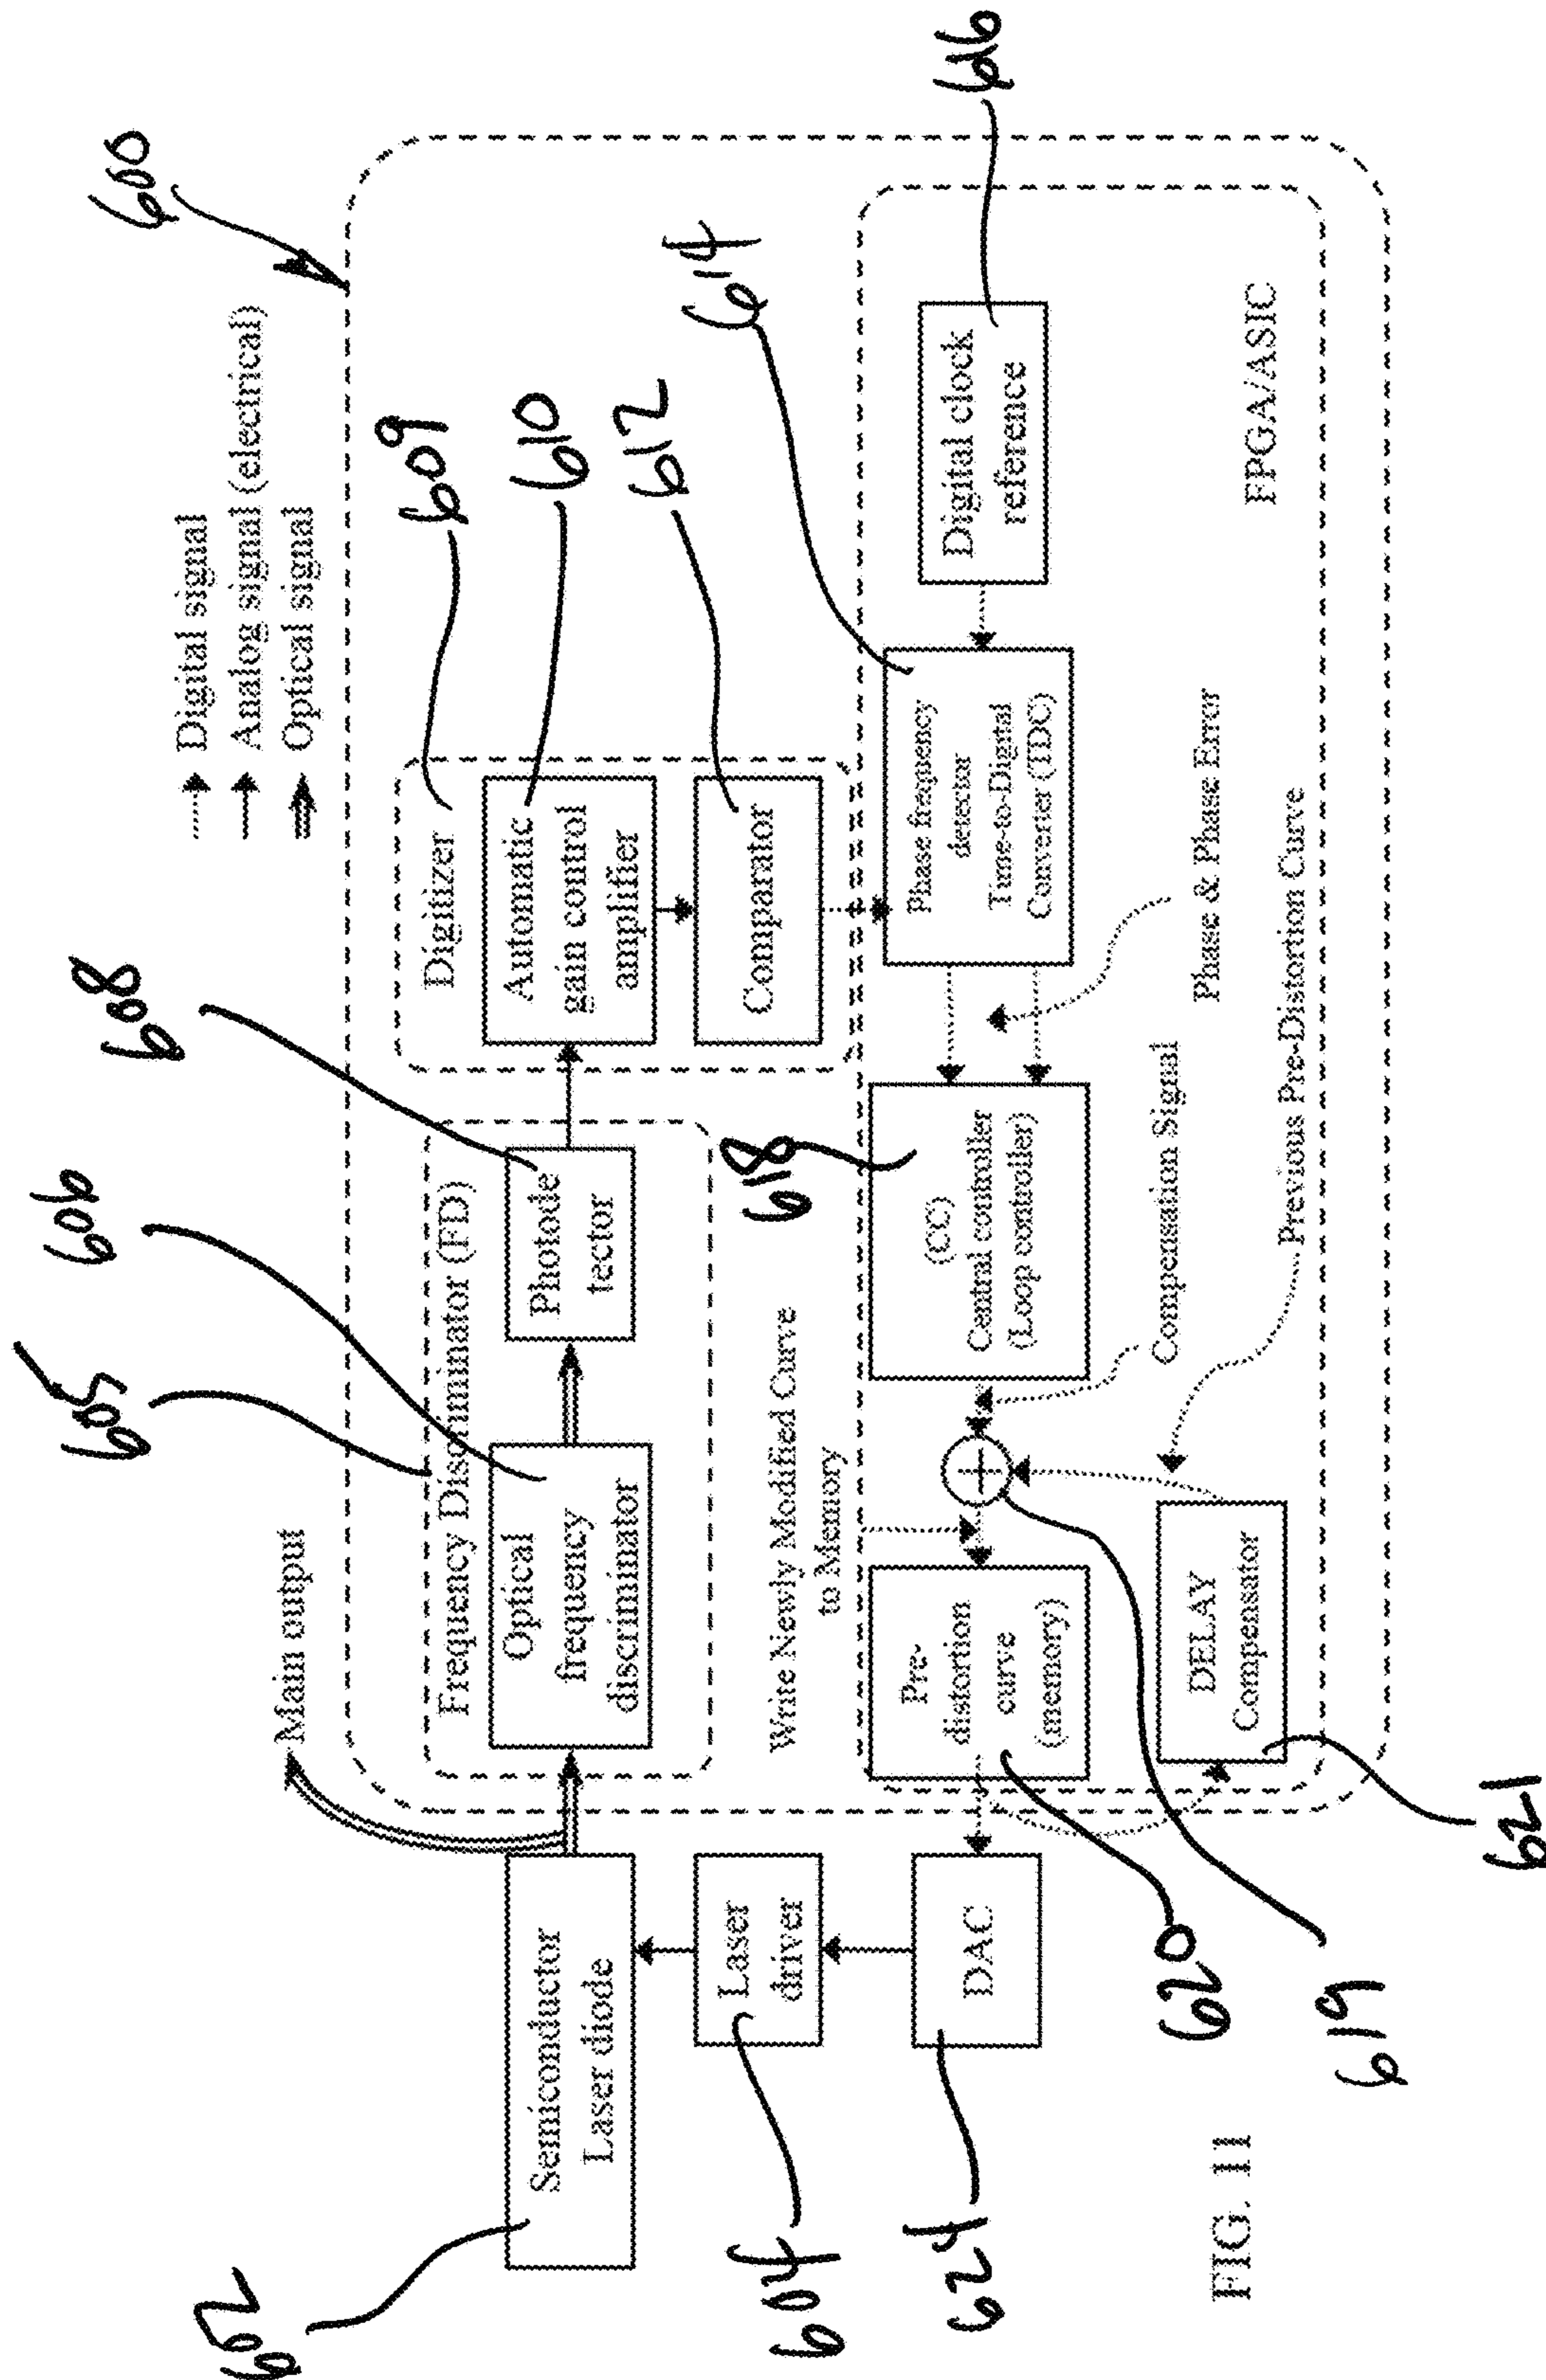 600
Digital signal
Analog signal (electrical)
Optical signal
Main output
602
Semiconductor
Laser diode
604
Laser
driver
624
DAC
605
Frequency Discriminator (FD)
606
Optical
frequency
discriminator
608
Photode
tector
609
Digitizer
610
Automatic
gain control
amplifier
612
Comparator
Write Newly Modified Curve
to Memory
614
Phase frequency
detector
Time-to-Digital
Converter (TDC)
616
Digital clock
reference
618
(CC)
Central controller
(Loop controller)
Phase & Phase Error
Compensation Signal
Previous Pre-Distortion Curve
Pre-
distortion
curve
(memory)
620
619
DELAY
Compensator
621
FPGA/ASIC
FIG. 11